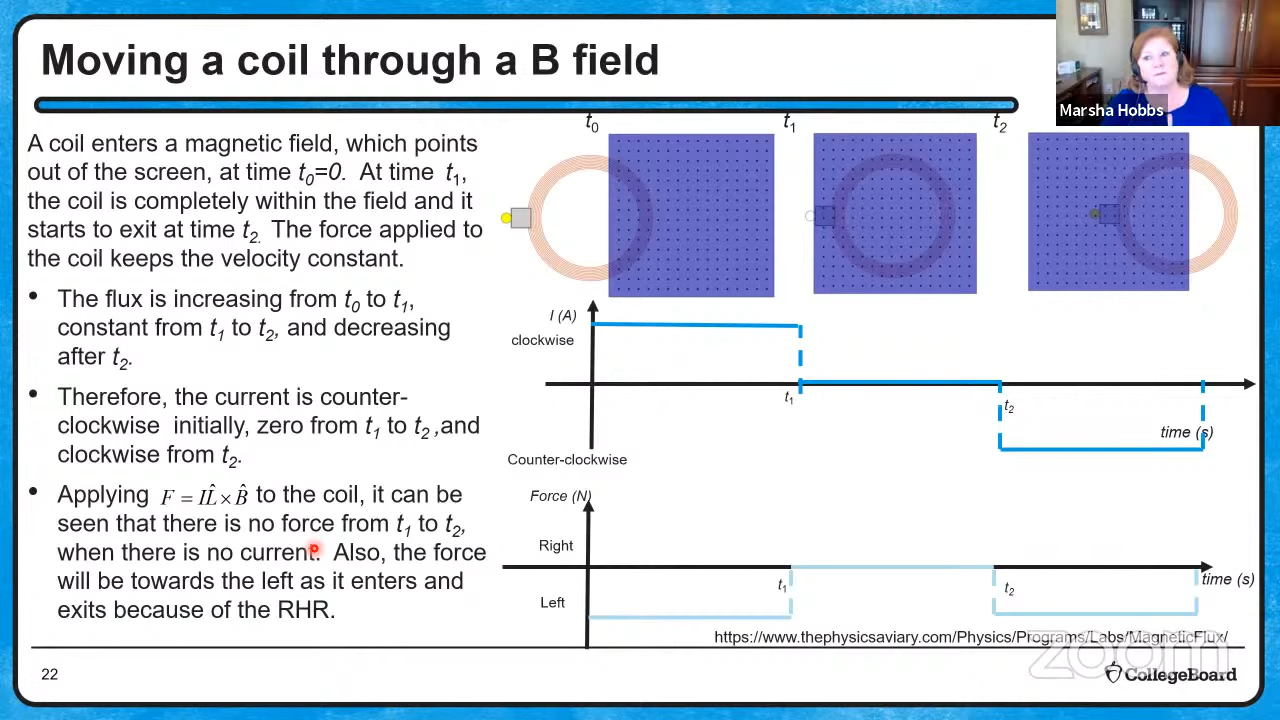 Moving a coil through a B field
Marsha Hobbs
A coil enters a magnetic field, which points
out of the screen, at time t₀=0. At time t₁,
the coil is completely within the field and it
starts to exit at time t₂. The force applied to
the coil keeps the velocity constant.
• The flux is increasing from t₀ to t₁,
constant from t₁ to t₂, and decreasing
after t₂.
• Therefore, the current is counter-
clockwise initially, zero from t₁ to t₂ ,and
clockwise from t₂.
• Applying F = IL̂ × B̂ to the coil, it can be
seen that there is no force from t₁ to t₂,
when there is no current. Also, the force
will be towards the left as it enters and
exits because of the RHR.
t₀ t₁ t₂
I (A)
clockwise
t₁
t₂
time (s)
Counter-clockwise
Force (N)
Right
t₁
t₂
time (s)
Left
https://www.thephysicsaviary.com/Physics/Programs/Labs/MagneticFlux/
zoom
22
CollegeBoard